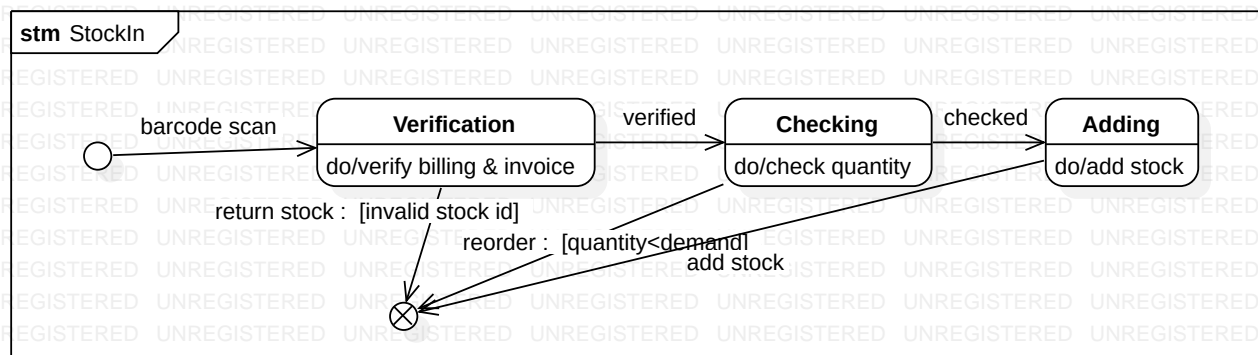 stm StockIn
barcode scan
Verification
do/verify billing & invoice
verified
Checking
do/check quantity
checked
Adding
do/add stock
return stock : [invalid stock id]
reorder : [quantity<demand]
add stock
UNREGISTERED